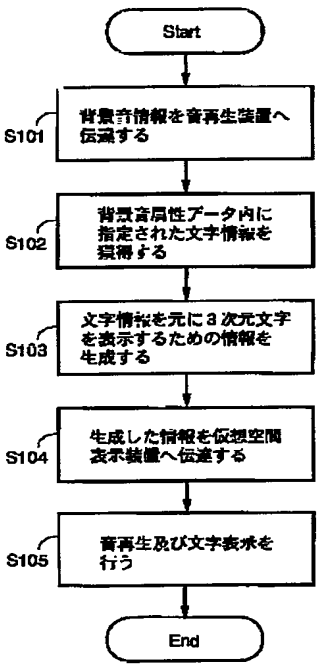 Start
S101
背景音情報を音再生装置へ
伝達する
S102
背景音属性データ内に
指定された文字情報を
獲得する
S103
文字情報を元に3次元文字
を表示するための情報を
生成する
S104
生成した情報を仮想空間
表示装置へ伝達する
S105
音再生及び文字表示を
行う
End